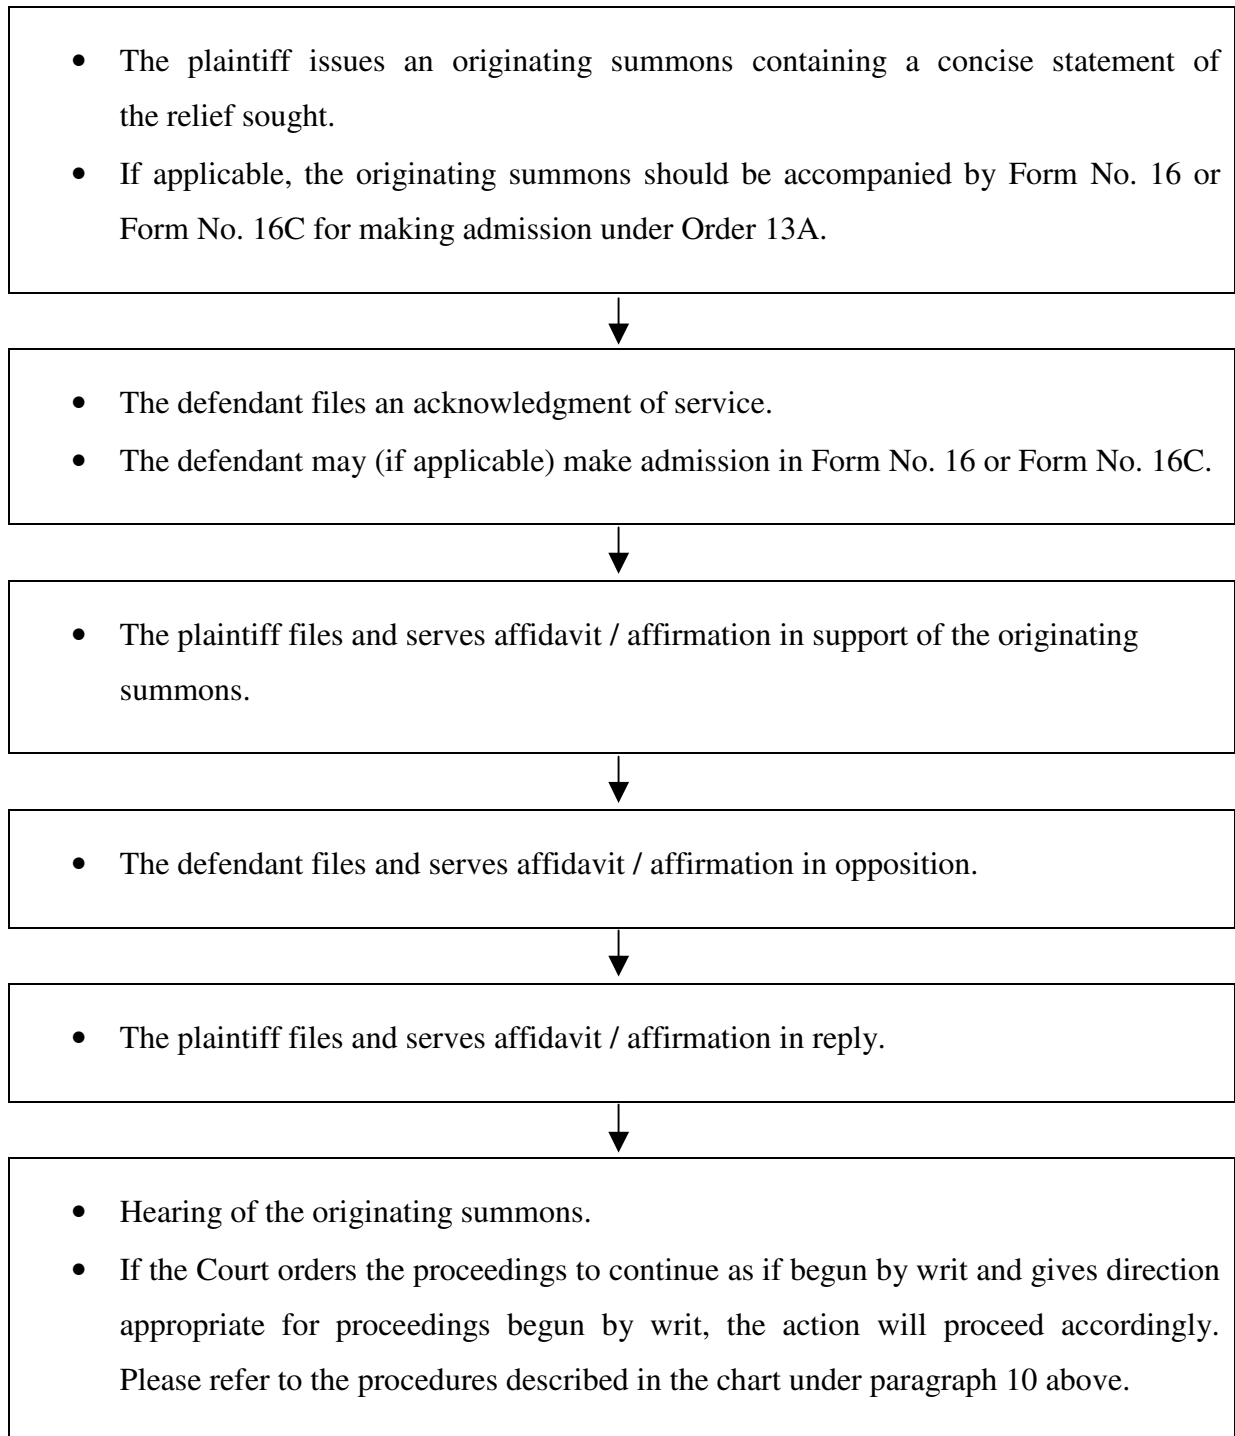 • The plaintiff issues an originating summons containing a concise statement of
the relief sought.
• If applicable, the originating summons should be accompanied by Form No. 16 or
Form No. 16C for making admission under Order 13A.
• The defendant files an acknowledgment of service.
• The defendant may (if applicable) make admission in Form No. 16 or Form No. 16C.
• The plaintiff files and serves affidavit / affirmation in support of the originating
summons.
• The defendant files and serves affidavit / affirmation in opposition.
• The plaintiff files and serves affidavit / affirmation in reply.
• Hearing of the originating summons.
• If the Court orders the proceedings to continue as if begun by writ and gives direction
appropriate for proceedings begun by writ, the action will proceed accordingly.
Please refer to the procedures described in the chart under paragraph 10 above.